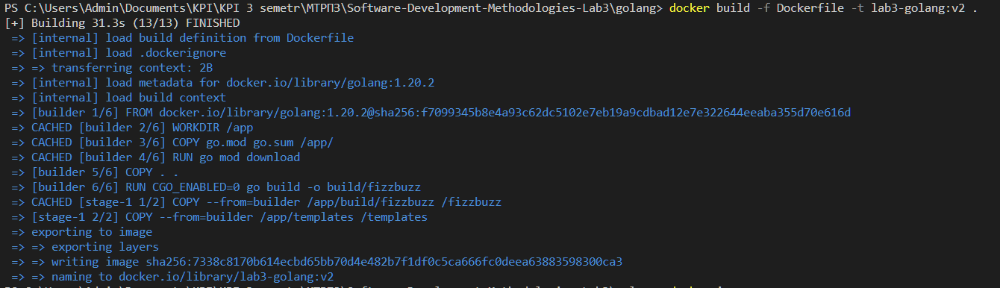 PS C:\Users\Admin\Documents\KPI\KPI 3 semetr\МТРПЗ\Software-Development-Methodologies-Lab3\golang> docker build -f Dockerfile -t lab3-golang:v2 .
[+] Building 31.3s (13/13) FINISHED
=> [internal] load build definition from Dockerfile
=> [internal] load .dockerignore
=> => transferring context: 2B
=> [internal] load metadata for docker.io/library/golang:1.20.2
=> [internal] load build context
=> [builder 1/6] FROM docker.io/library/golang:1.20.2@sha256:f7099345b8e4a93c62dc5102e7eb19a9cdbad12e7e322644eeaba355d70e616d
=> CACHED [builder 2/6] WORKDIR /app
=> CACHED [builder 3/6] COPY go.mod go.sum /app/
=> CACHED [builder 4/6] RUN go mod download
=> [builder 5/6] COPY . .
=> [builder 6/6] RUN CGO_ENABLED=0 go build -o build/fizzbuzz
=> CACHED [stage-1 1/2] COPY --from=builder /app/build/fizzbuzz /fizzbuzz
=> [stage-1 2/2] COPY --from=builder /app/templates /templates
=> exporting to image
=> => exporting layers
=> => writing image sha256:7338c8170b614ecbd65bb70d4e482b7f1df0c5ca666fc0deea63883598300ca3
=> => naming to docker.io/library/lab3-golang:v2